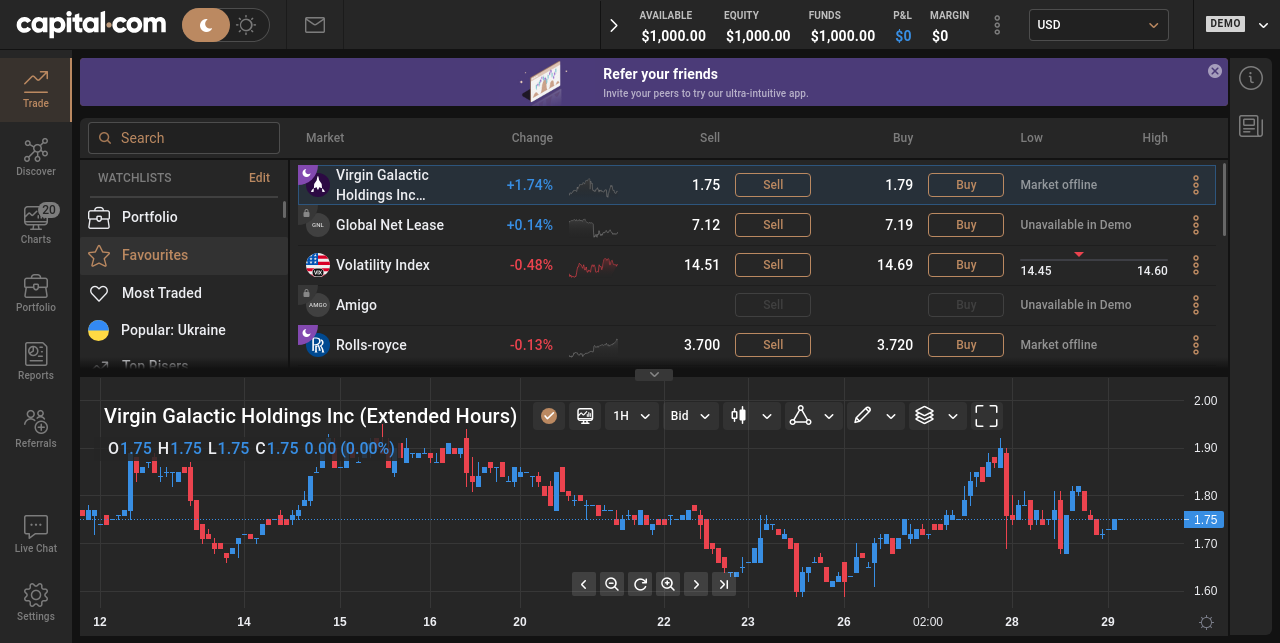 capital.com
AVAILABLE EQUITY FUNDS P&L MARGIN
$1,000.00 $1,000.00 $1,000.00 $0 $0
USD
DEMO
Trade
Discover
20
Charts
Portfolio
Reports
Referrals
Live Chat
Settings
Refer your friends
Invite your peers to try our ultra-intuitive app.
Search
WATCHLISTS Edit
Portfolio
Favourites
Most Traded
Popular: Ukraine
Top Risers
Market Change Sell Buy Low High
Virgin Galactic
Holdings Inc… +1.74% 1.75 Sell 1.79 Buy Market offline
GNL Global Net Lease +0.14% 7.12 Sell 7.19 Buy Unavailable in Demo
VIX Volatility Index -0.48% 14.51 Sell 14.69 Buy 14.45 14.60
AMGO Amigo Sell Buy Unavailable in Demo
Rolls-royce -0.13% 3.700 Sell 3.720 Buy Market offline
Virgin Galactic Holdings Inc (Extended Hours) 1H Bid
O1.75 H1.75 L1.75 C1.75 0.00 (0.00%)
2.00
1.90
1.80
1.75
1.70
1.60
12 14 15 16 20 22 23 26 02:00 28 29